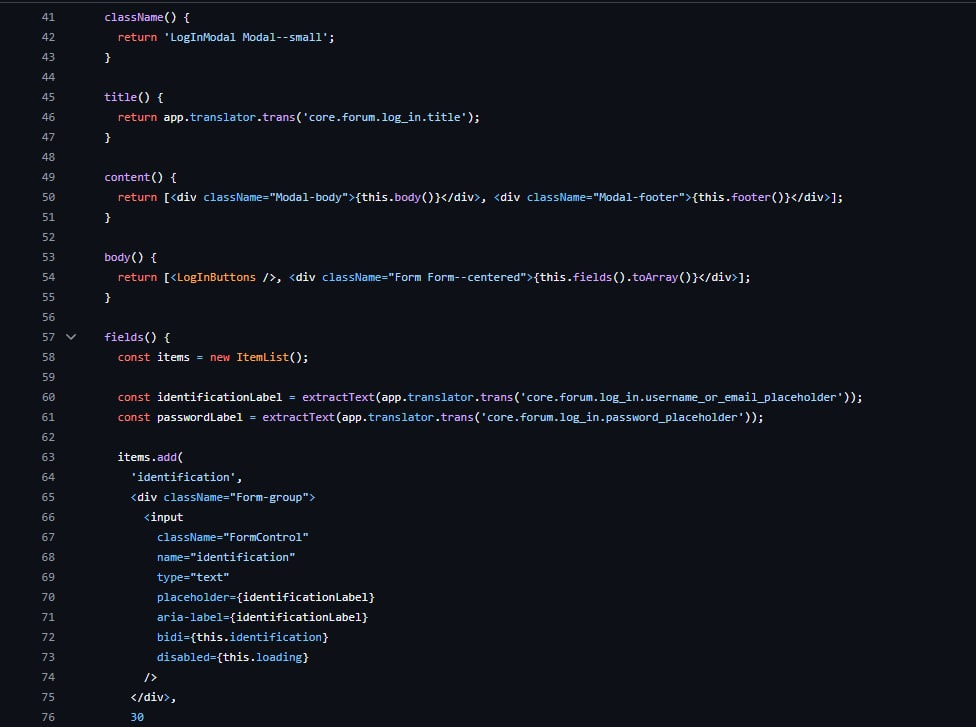 41 className() {
42 return 'LogInModal Modal--small';
43 }
44
45 title() {
46 return app.translator.trans('core.forum.log_in.title');
47 }
48
49 content() {
50 return [<div className="Modal-body">{this.body()}</div>, <div className="Modal-footer">{this.footer()}</div>];
51 }
52
53 body() {
54 return [<LogInButtons />, <div className="Form Form--centered">{this.fields().toArray()}</div>];
55 }
56
57 fields() {
58 const items = new ItemList();
59
60 const identificationLabel = extractText(app.translator.trans('core.forum.log_in.username_or_email_placeholder'));
61 const passwordLabel = extractText(app.translator.trans('core.forum.log_in.password_placeholder'));
62
63 items.add(
64 'identification',
65 <div className="Form-group">
66 <input
67 className="FormControl"
68 name="identification"
69 type="text"
70 placeholder={identificationLabel}
71 aria-label={identificationLabel}
72 bidi={this.identification}
73 disabled={this.loading}
74 />
75 </div>,
76 30